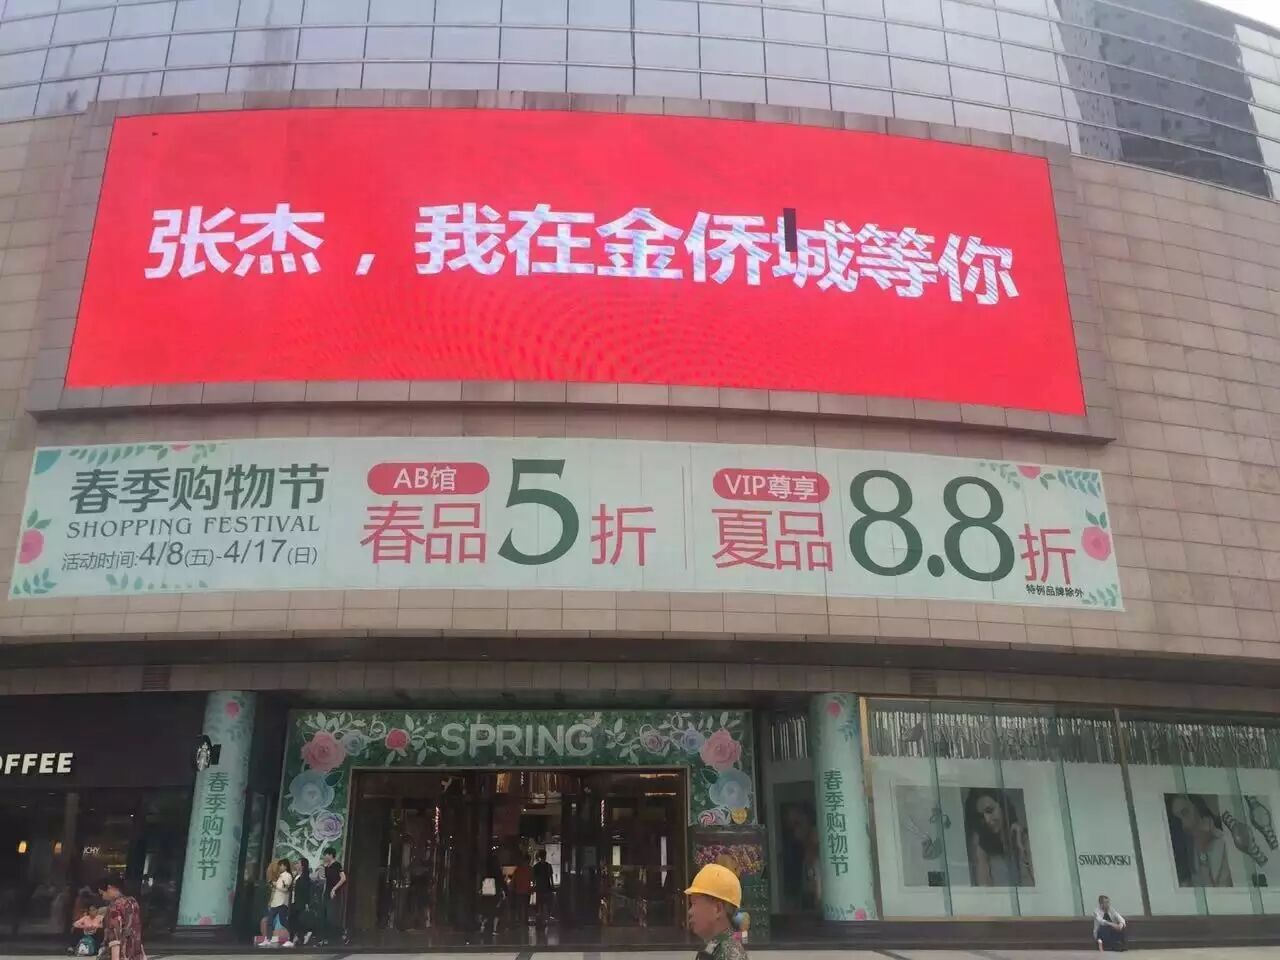 张杰，我在金侨城等你
春季购物节
SHOPPING FESTIVAL
活动时间:4/8(五)-4/17(日)
AB馆
春品5折
VIP尊享
夏品8.8折
特例品牌除外
SPRING
OFFEE
春季购物节
春季购物节
SWAROVSKI
SWAROVSKI
SWAROVSKI